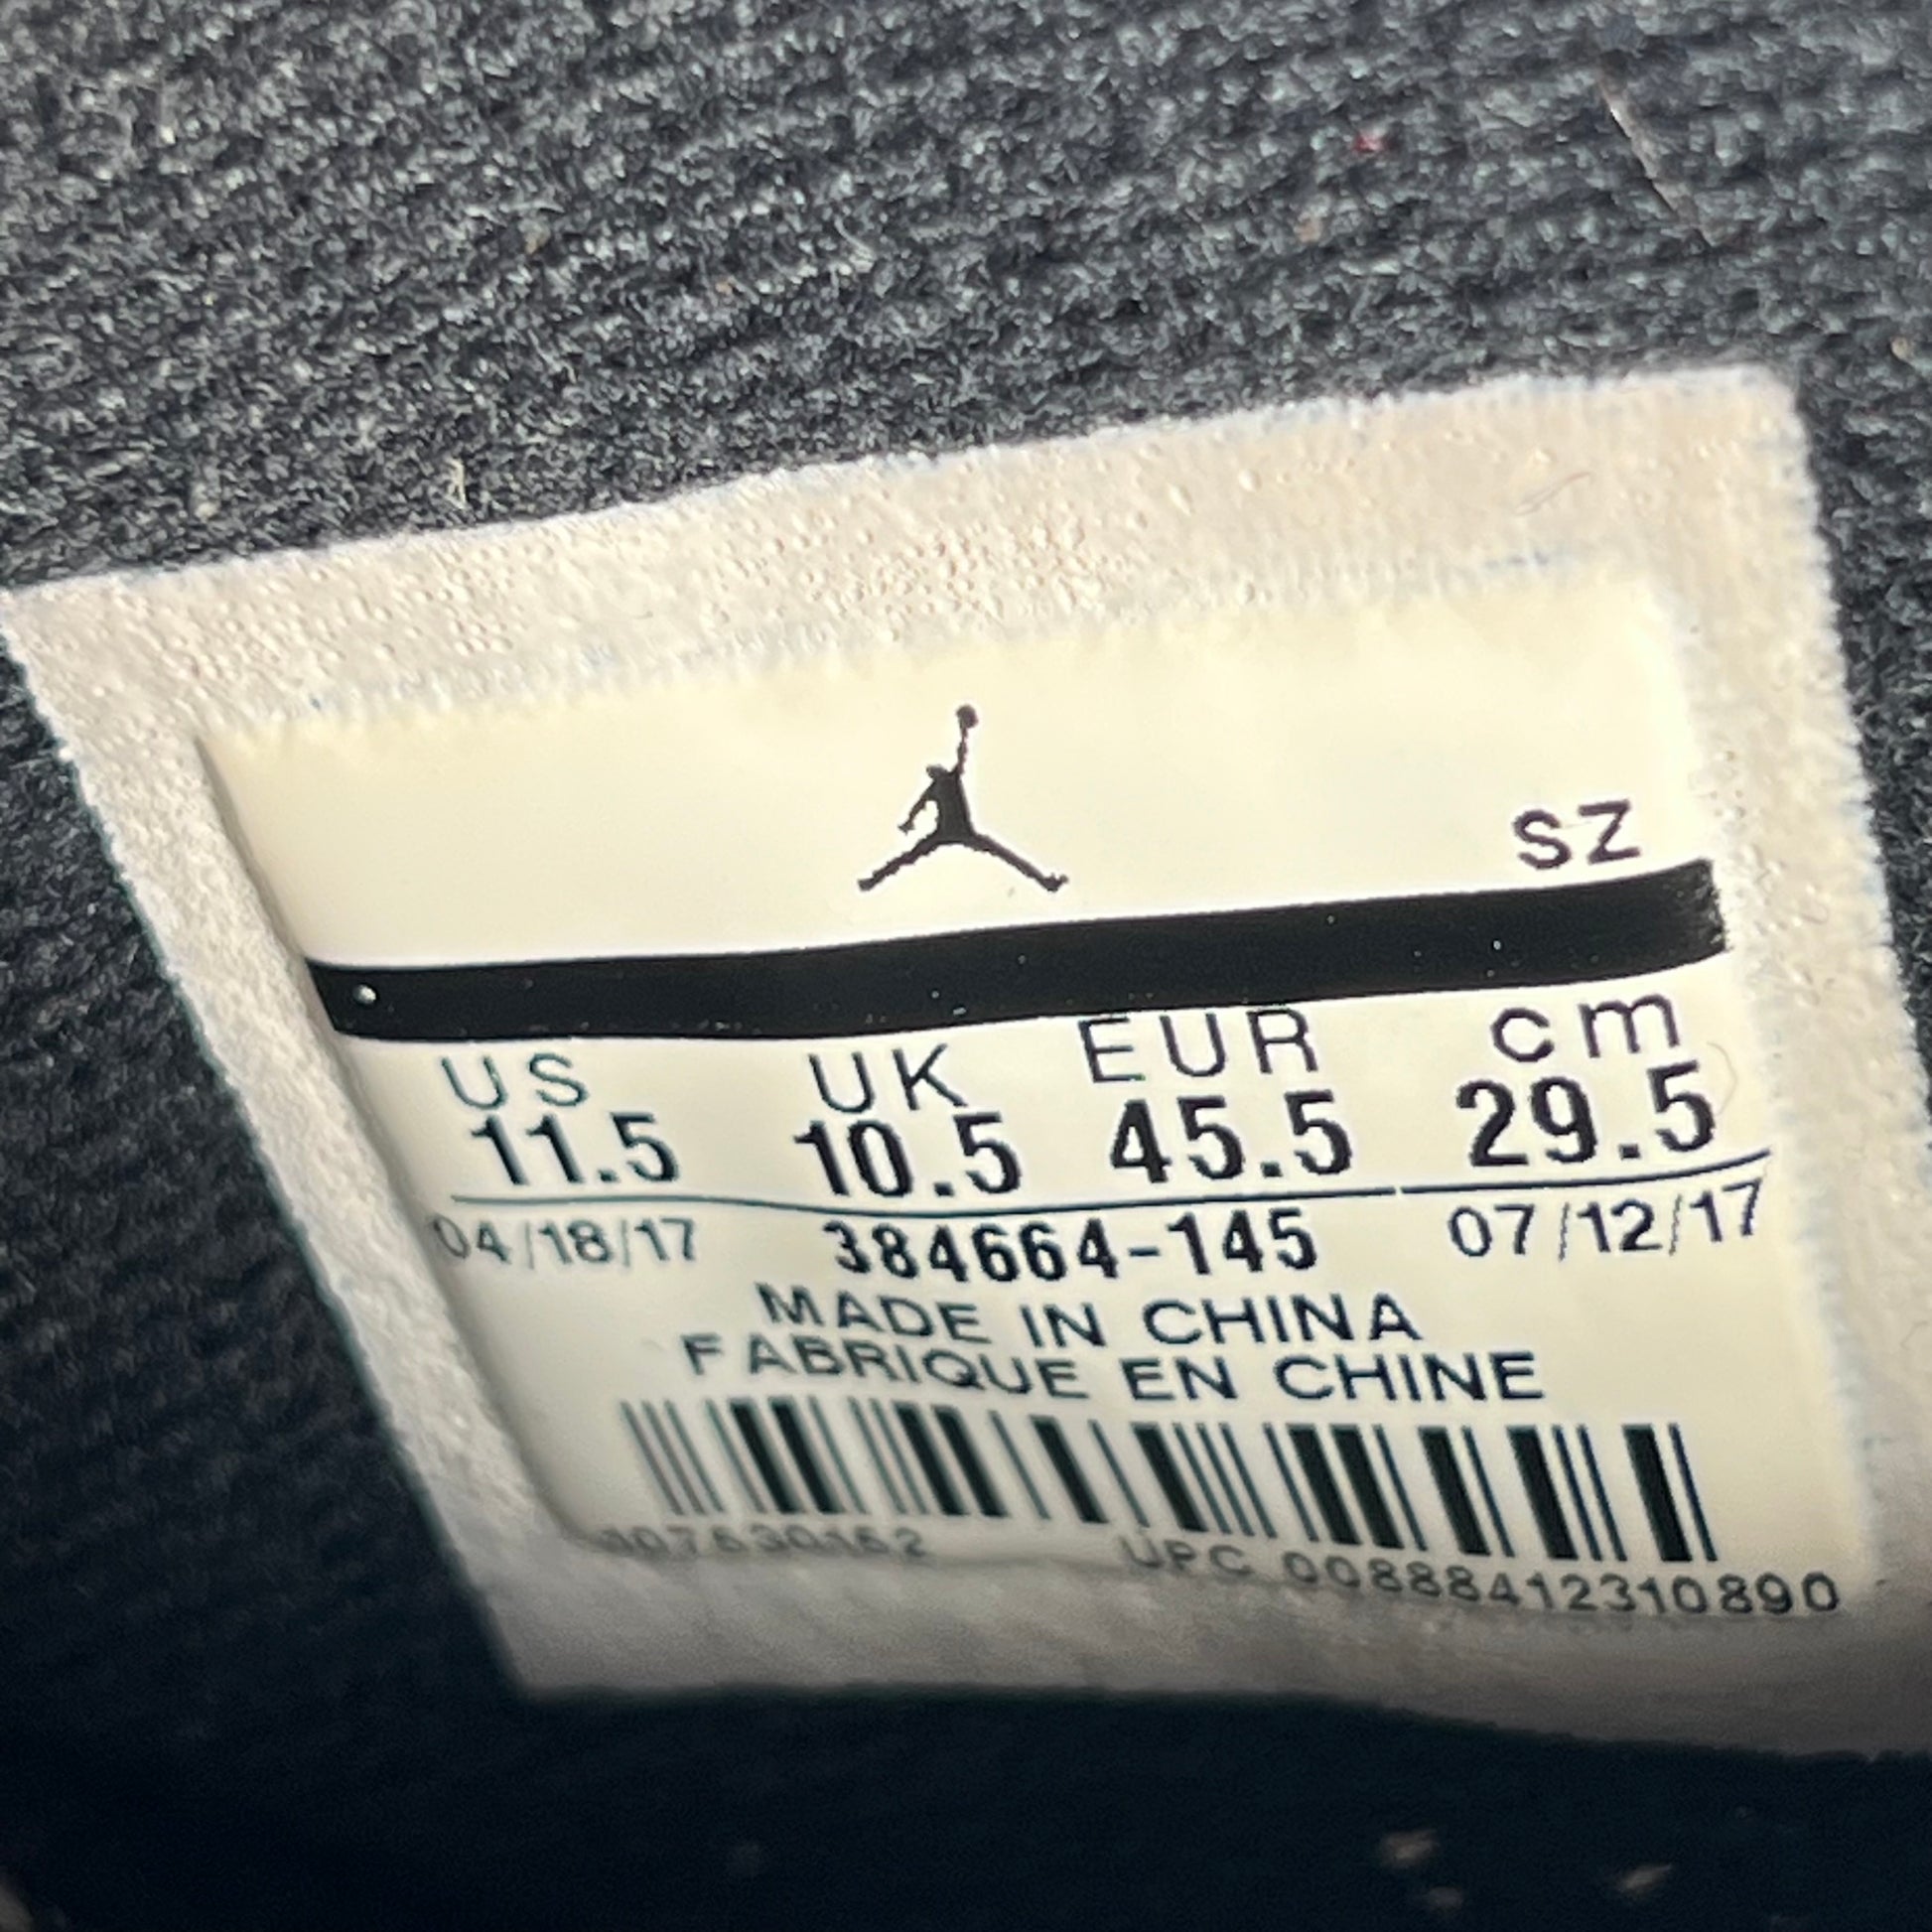 SZ
US UK EUR cm
11.5 10.5 45.5 29.5
04/18/17 384664-145 07/12/17
MADE IN CHINA
FABRIQUE EN CHINE
UPC 00888412310890